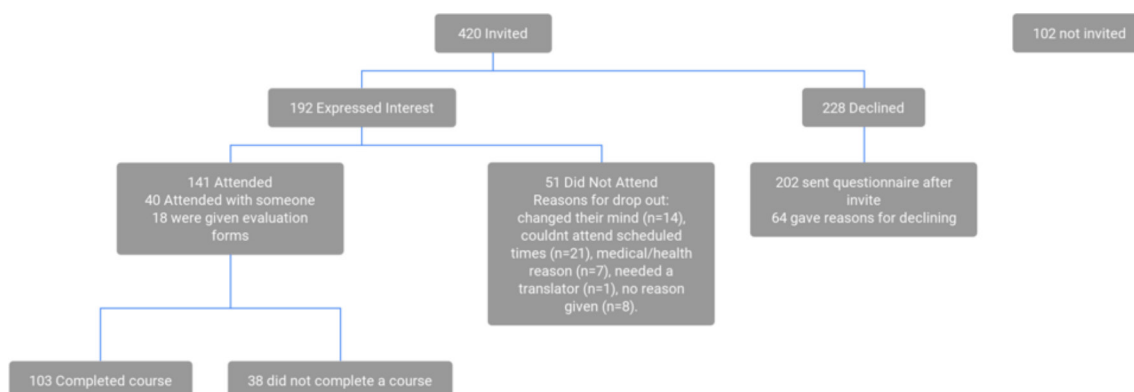 420 Invited
102 not invited
192 Expressed Interest
228 Declined
141 Attended
40 Attended with someone
18 were given evaluation
forms
51 Did Not Attend
Reasons for drop out:
changed their mind (n=14),
couldnt attend scheduled
times (n=21), medical/health
reason (n=7), needed a
translator (n=1), no reason
given (n=8).
202 sent questionnaire after
invite
64 gave reasons for declining
103 Completed course
38 did not complete a course